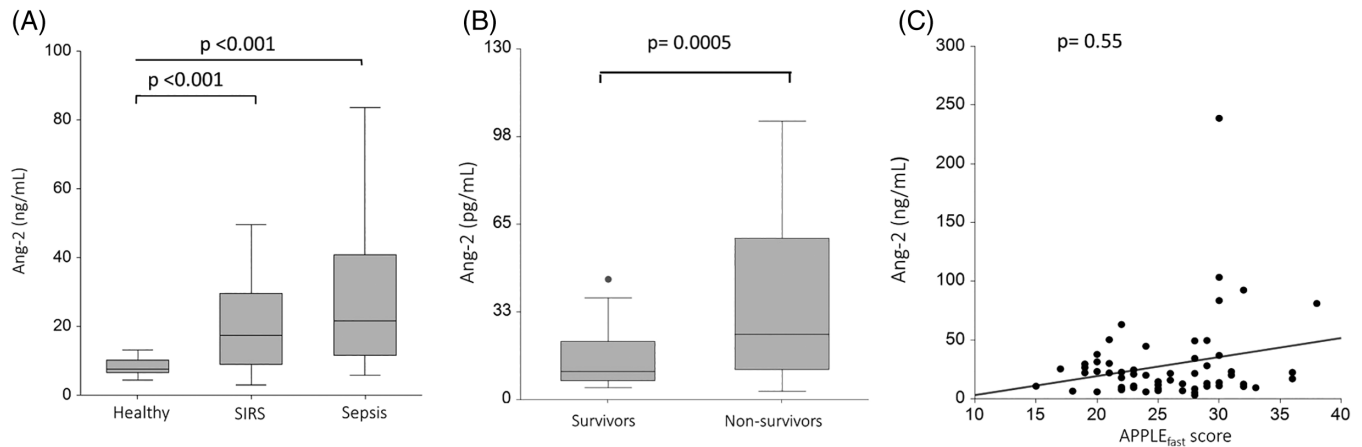 (A)
p <0.001
p <0.001
Ang-2 (ng/mL)
100
80
60
40
20
0
Healthy
SIRS
Sepsis
(B)
p= 0.0005
Ang-2 (pg/mL)
130
98
65
33
0
Survivors
Non-survivors
(C)
p= 0.55
Ang-2 (ng/mL)
300
250
200
150
100
50
0
10 15 20 25 30 35 40
APPLEfast score